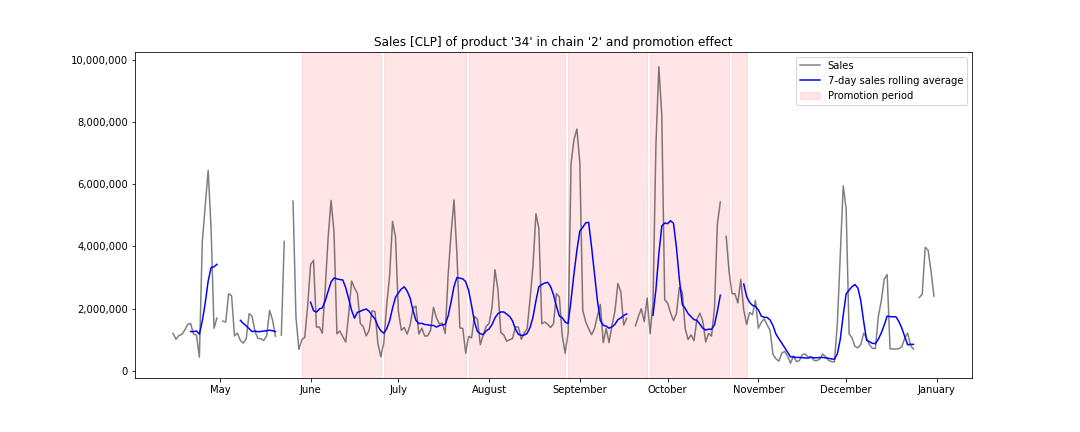 Sales [CLP] of product '34' in chain '2' and promotion effect
10,000,000
8,000,000
6,000,000
4,000,000
2,000,000
0
Sales
7-day sales rolling average
Promotion period
May June July August September October November December January